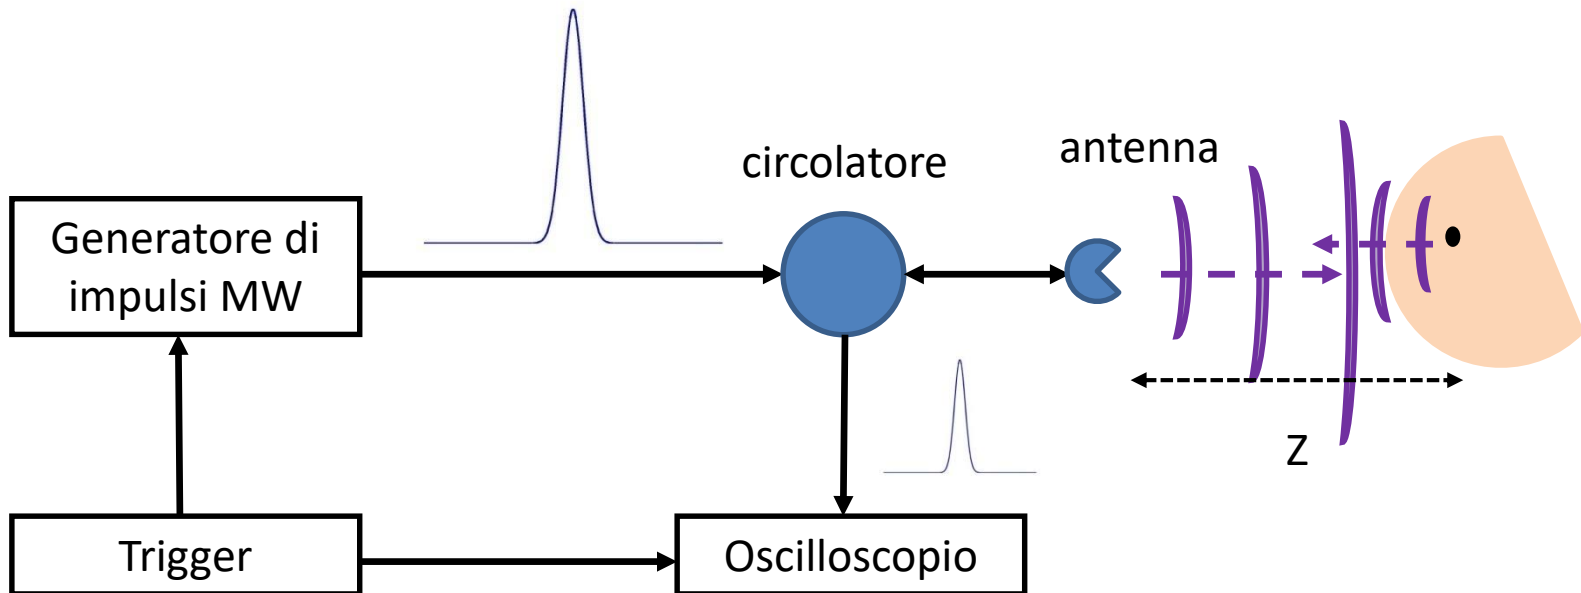 circolatore
antenna
Generatore di
impulsi MW
Z
Trigger
Oscilloscopio